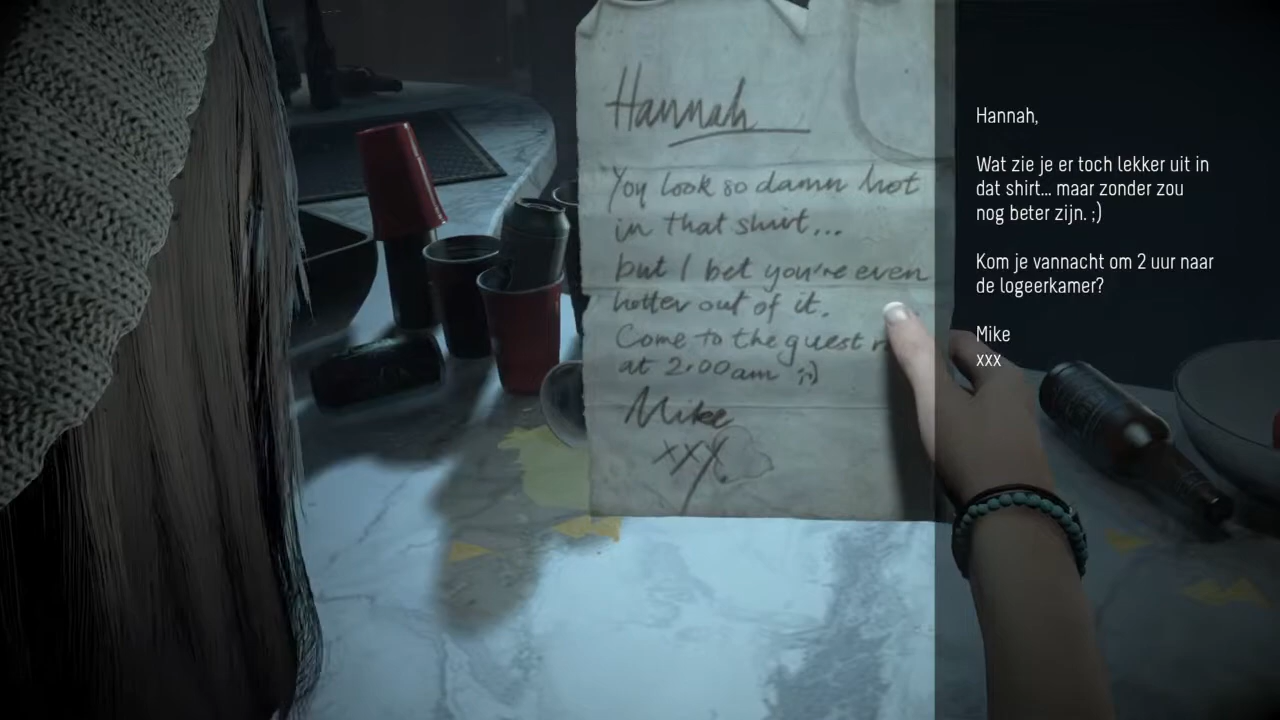 Hannah
You look so damn hot
in that shirt...
but I bet you're even
hotter out of it.
Come to the guest
at 2.00am ;)
Mike
xxx
Hannah,
Wat zie je er toch lekker uit in
dat shirt... maar zonder zou
nog beter zijn. ;)
Kom je vannacht om 2 uur naar
de logeerkamer?
Mike
xxx